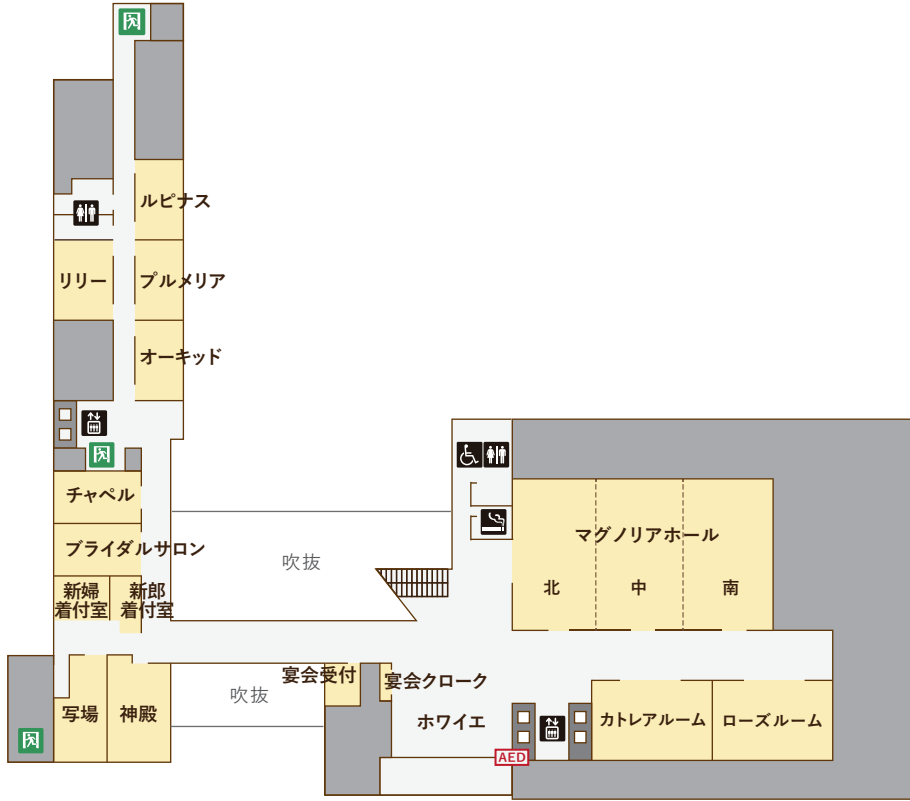 ルピナス
リリー
プルメリア
オーキッド
チャペル
ブライダルサロン
新婦
着付室
新郎
着付室
吹抜
マグノリアホール
北
中
南
宴会受付
宴会クローク
吹抜
写場
神殿
ホワイエ
カトレアルーム
ローズルーム
AED